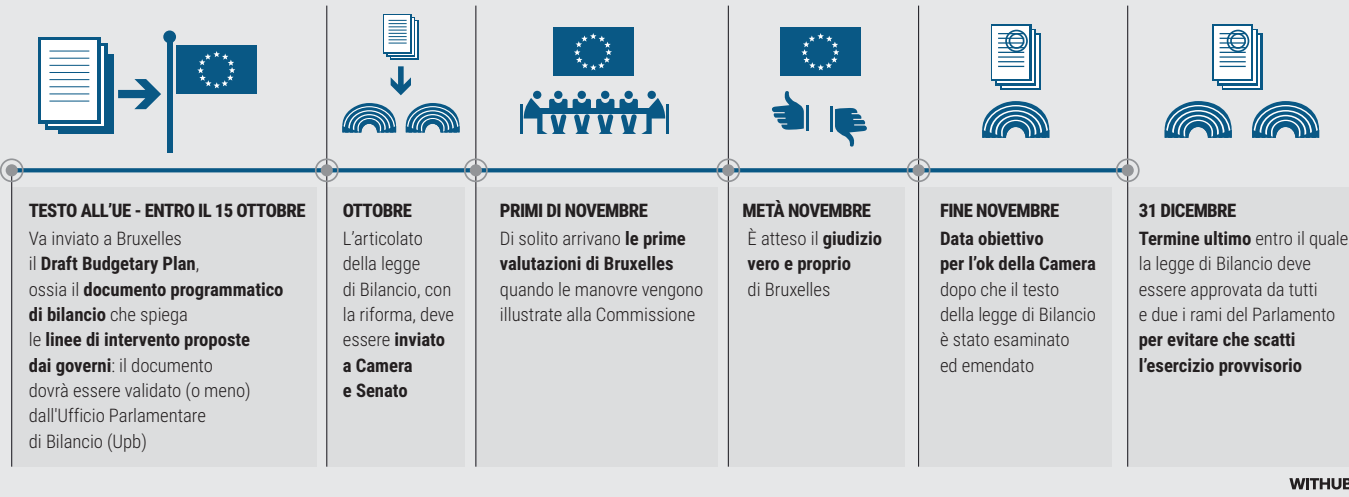 TESTO ALL'UE - ENTRO IL 15 OTTOBRE
Va inviato a Bruxelles
il Draft Budgetary Plan,
ossia il documento programmatico
di bilancio che spiega
le linee di intervento proposte
dai governi: il documento
dovrà essere validato (o meno)
dall'Ufficio Parlamentare
di Bilancio (Upb)
OTTOBRE
L'articolato
della legge
di Bilancio, con
la riforma, deve
essere inviato
a Camera
e Senato
PRIMI DI NOVEMBRE
Di solito arrivano le prime
valutazioni di Bruxelles
quando le manovre vengono
illustrate alla Commissione
METÀ NOVEMBRE
È atteso il giudizio
vero e proprio
di Bruxelles
FINE NOVEMBRE
Data obiettivo
per l'ok della Camera
dopo che il testo
della legge di Bilancio
è stato esaminato
ed emendato
31 DICEMBRE
Termine ultimo entro il quale
la legge di Bilancio deve
essere approvata da tutti
e due i rami del Parlamento
per evitare che scatti
l'esercizio provvisorio
WITHUB